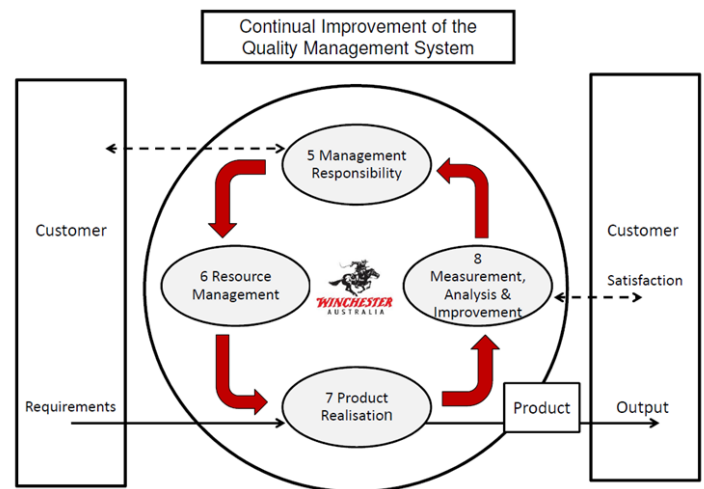 Continual Improvement of the
Quality Management System
Customer
Requirements
5 Management
Responsibility
6 Resource
Management
WINCHESTER
AUSTRALIA
8
Measurement,
Analysis &
Improvement
7 Product
Realisation
Product
Customer
Satisfaction
Output